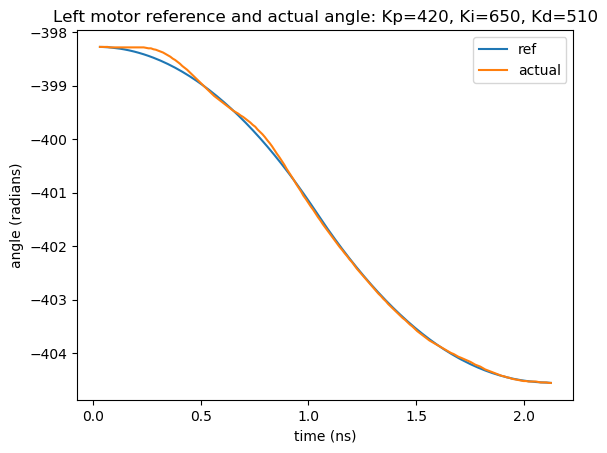 Left motor reference and actual angle: Kp=420, Ki=650, Kd=510
ref
actual
−398
−399
−400
−401
−402
−403
−404
angle (radians)
0.0
0.5
1.0
1.5
2.0
time (ns)